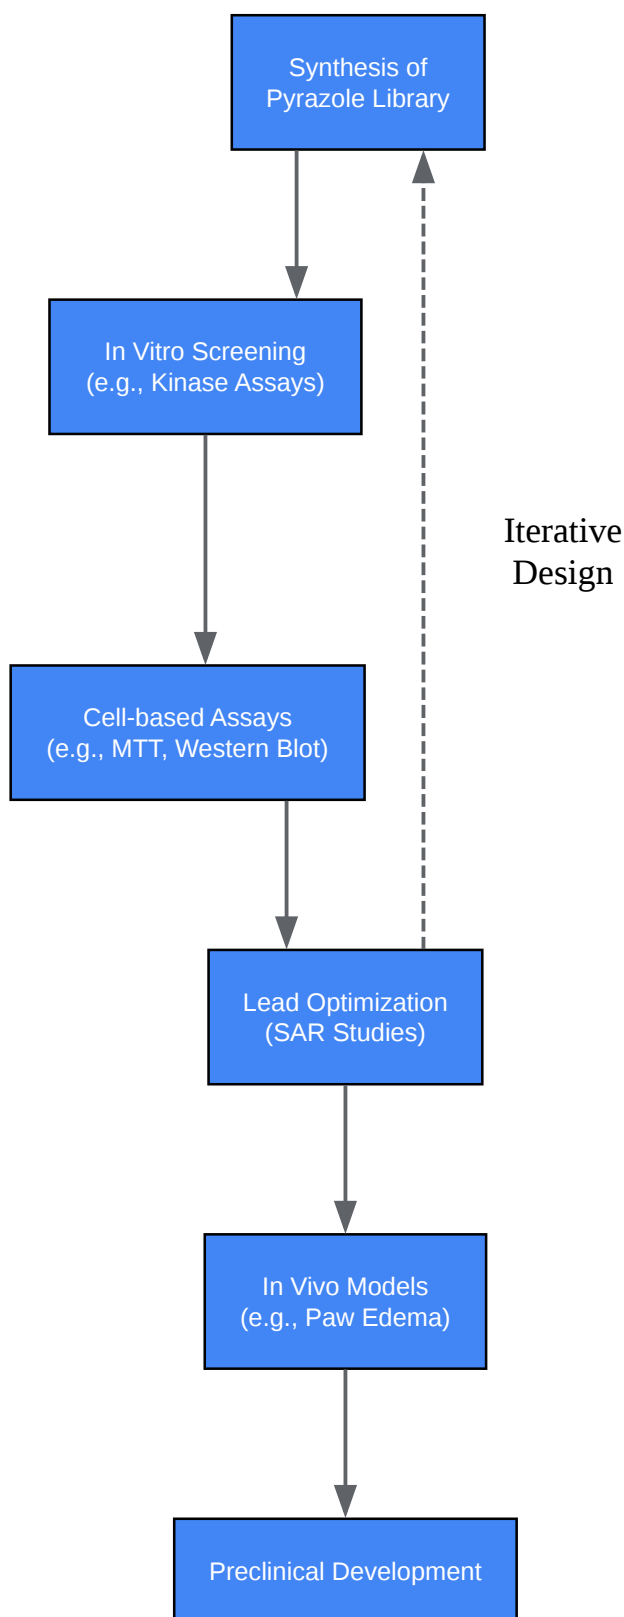 Synthesis of
Pyrazole Library
In Vitro Screening
(e.g., Kinase Assays)
Iterative
Design
Cell-based Assays
(e.g., MTT, Western Blot)
Lead Optimization
(SAR Studies)
In Vivo Models
(e.g., Paw Edema)
Preclinical Development